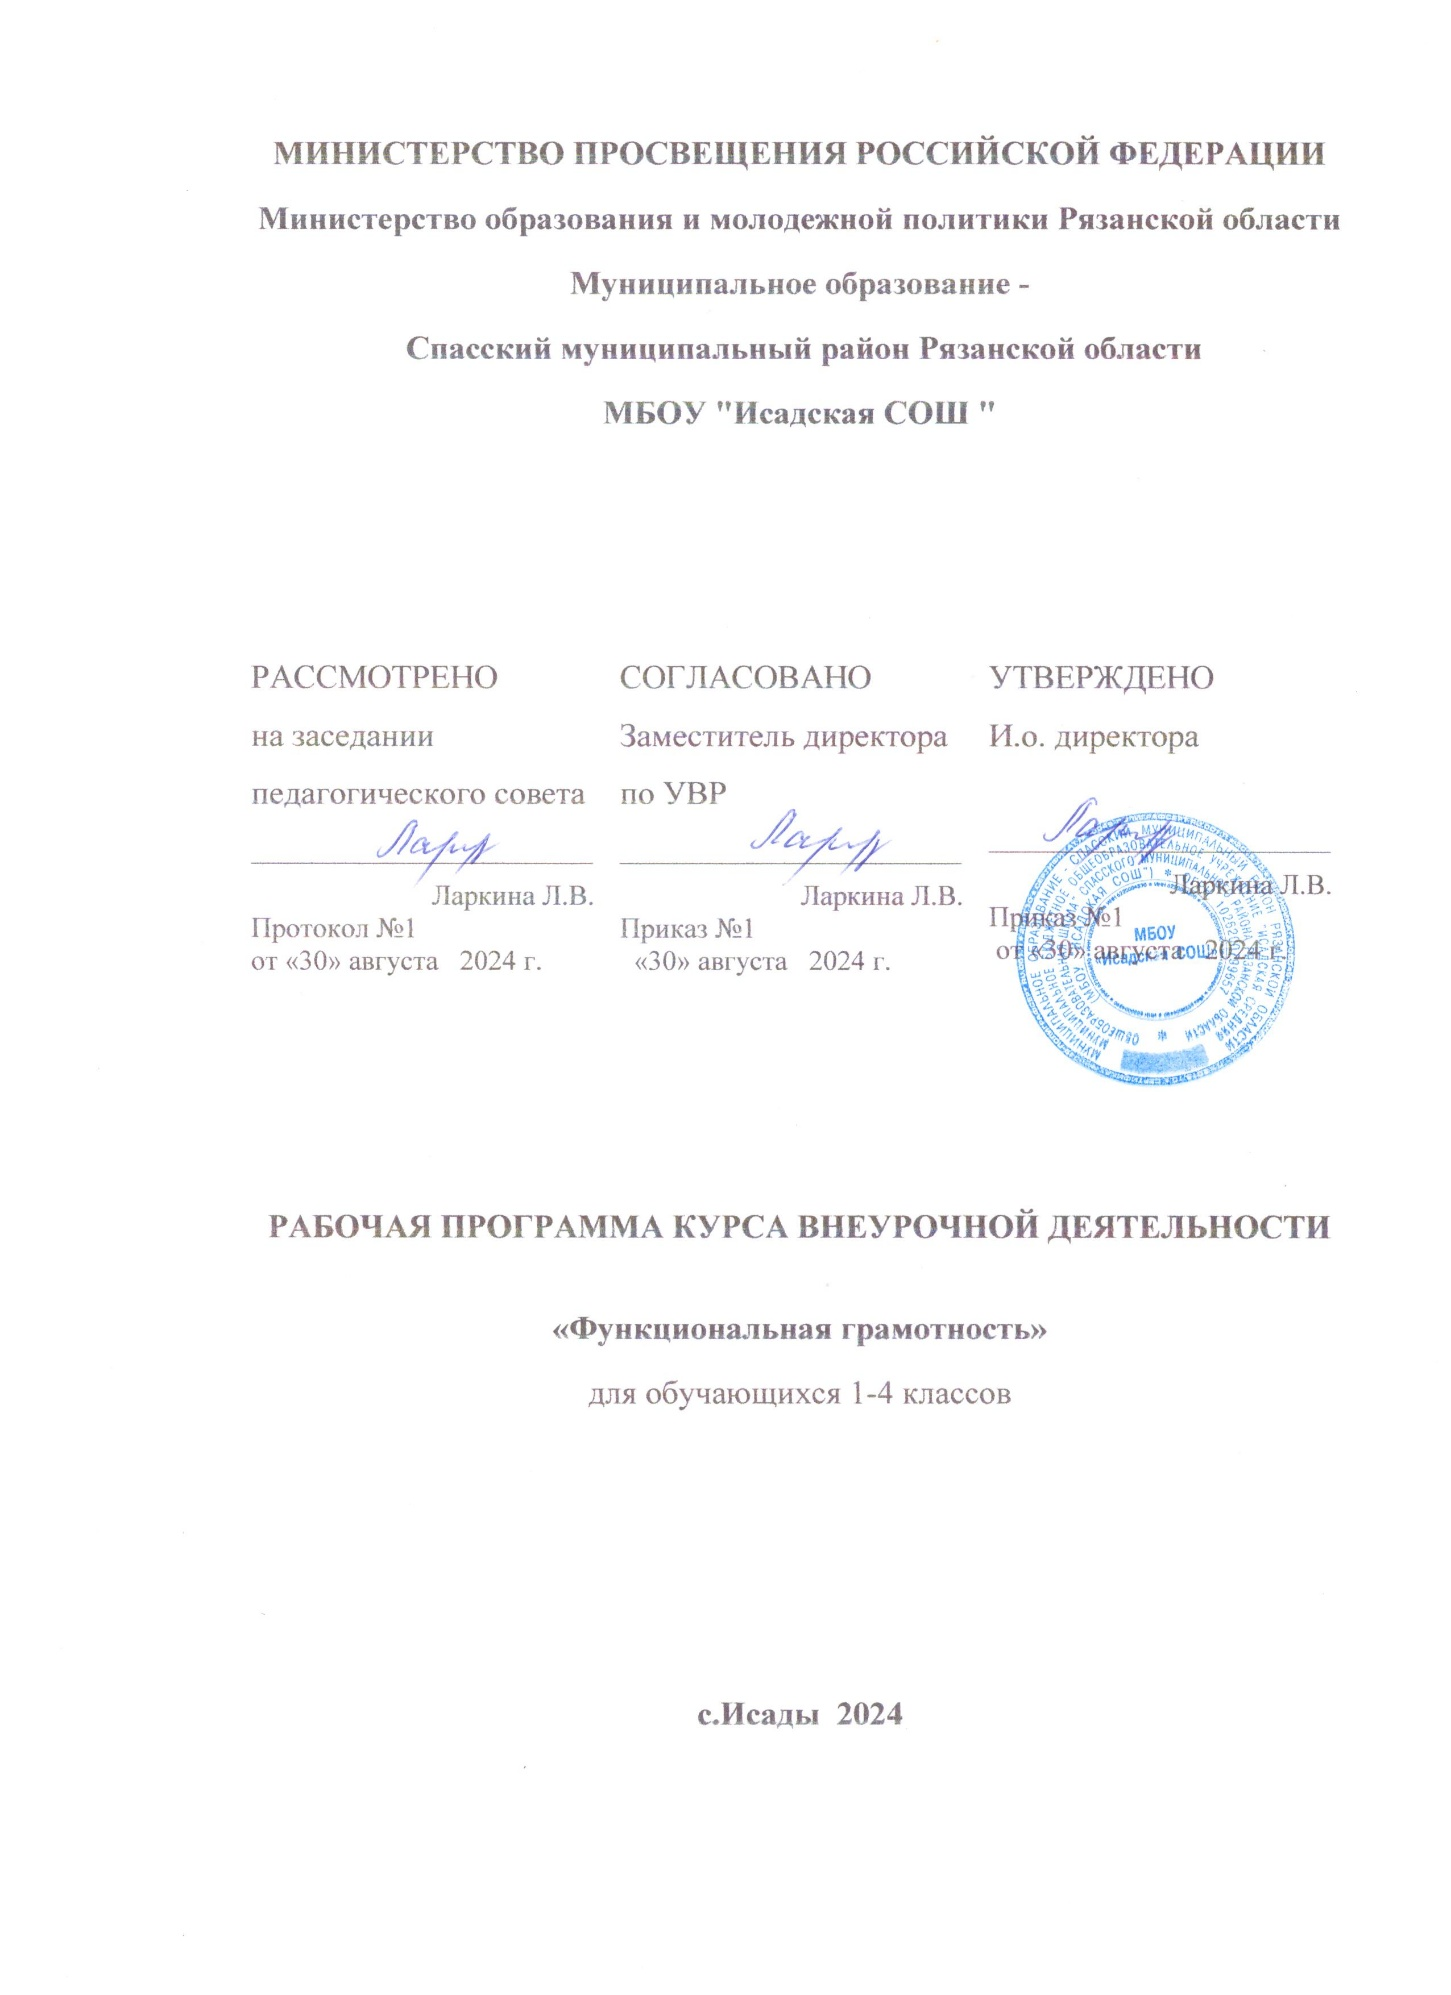 МИНИСТЕРСТВО ПРОСВЕЩЕНИЯ РОССИЙСКОЙ ФЕДЕРАЦИИ
Министерство образования и молодежной политики Рязанской области
Муниципальное образование -
Спасский муниципальный район Рязанской области
МБОУ "Исадская СОШ "
РАССМОТРЕНО
на заседании
педагогического совета
Ларкина Л.В.
Протокол №1
от «30» августа 2024 г.
СОГЛАСОВАНО
Заместитель директора
по УВР
Ларкина Л.В.
Приказ №1
«30» августа 2024 г.
УТВЕРЖДЕНО
И.о. директора
Ларкина Л.В.
Приказ №1
от «30» августа 2024 г.
МБОУ
«Исадская СОШ»
РАБОЧАЯ ПРОГРАММА КУРСА ВНЕУРОЧНОЙ ДЕЯТЕЛЬНОСТИ
«Функциональная грамотность»
для обучающихся 1-4 классов
с.Исады 2024